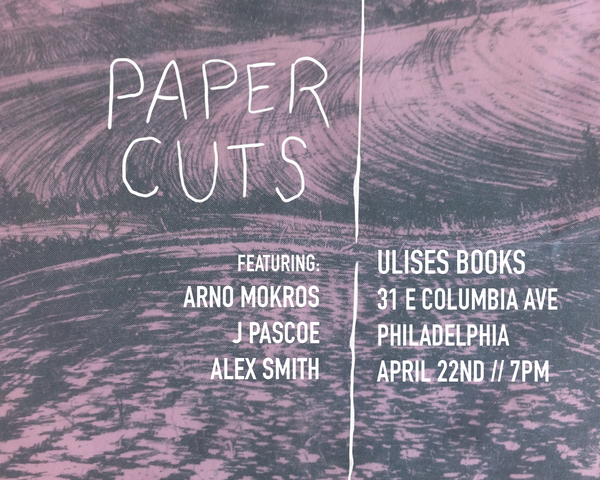 PAPER
CUTS
FEATURING:
ARNO MOKROS
J PASCOE
ALEX SMITH
ULISES BOOKS
31 E COLUMBIA AVE
PHILADELPHIA
APRIL 22ND // 7PM